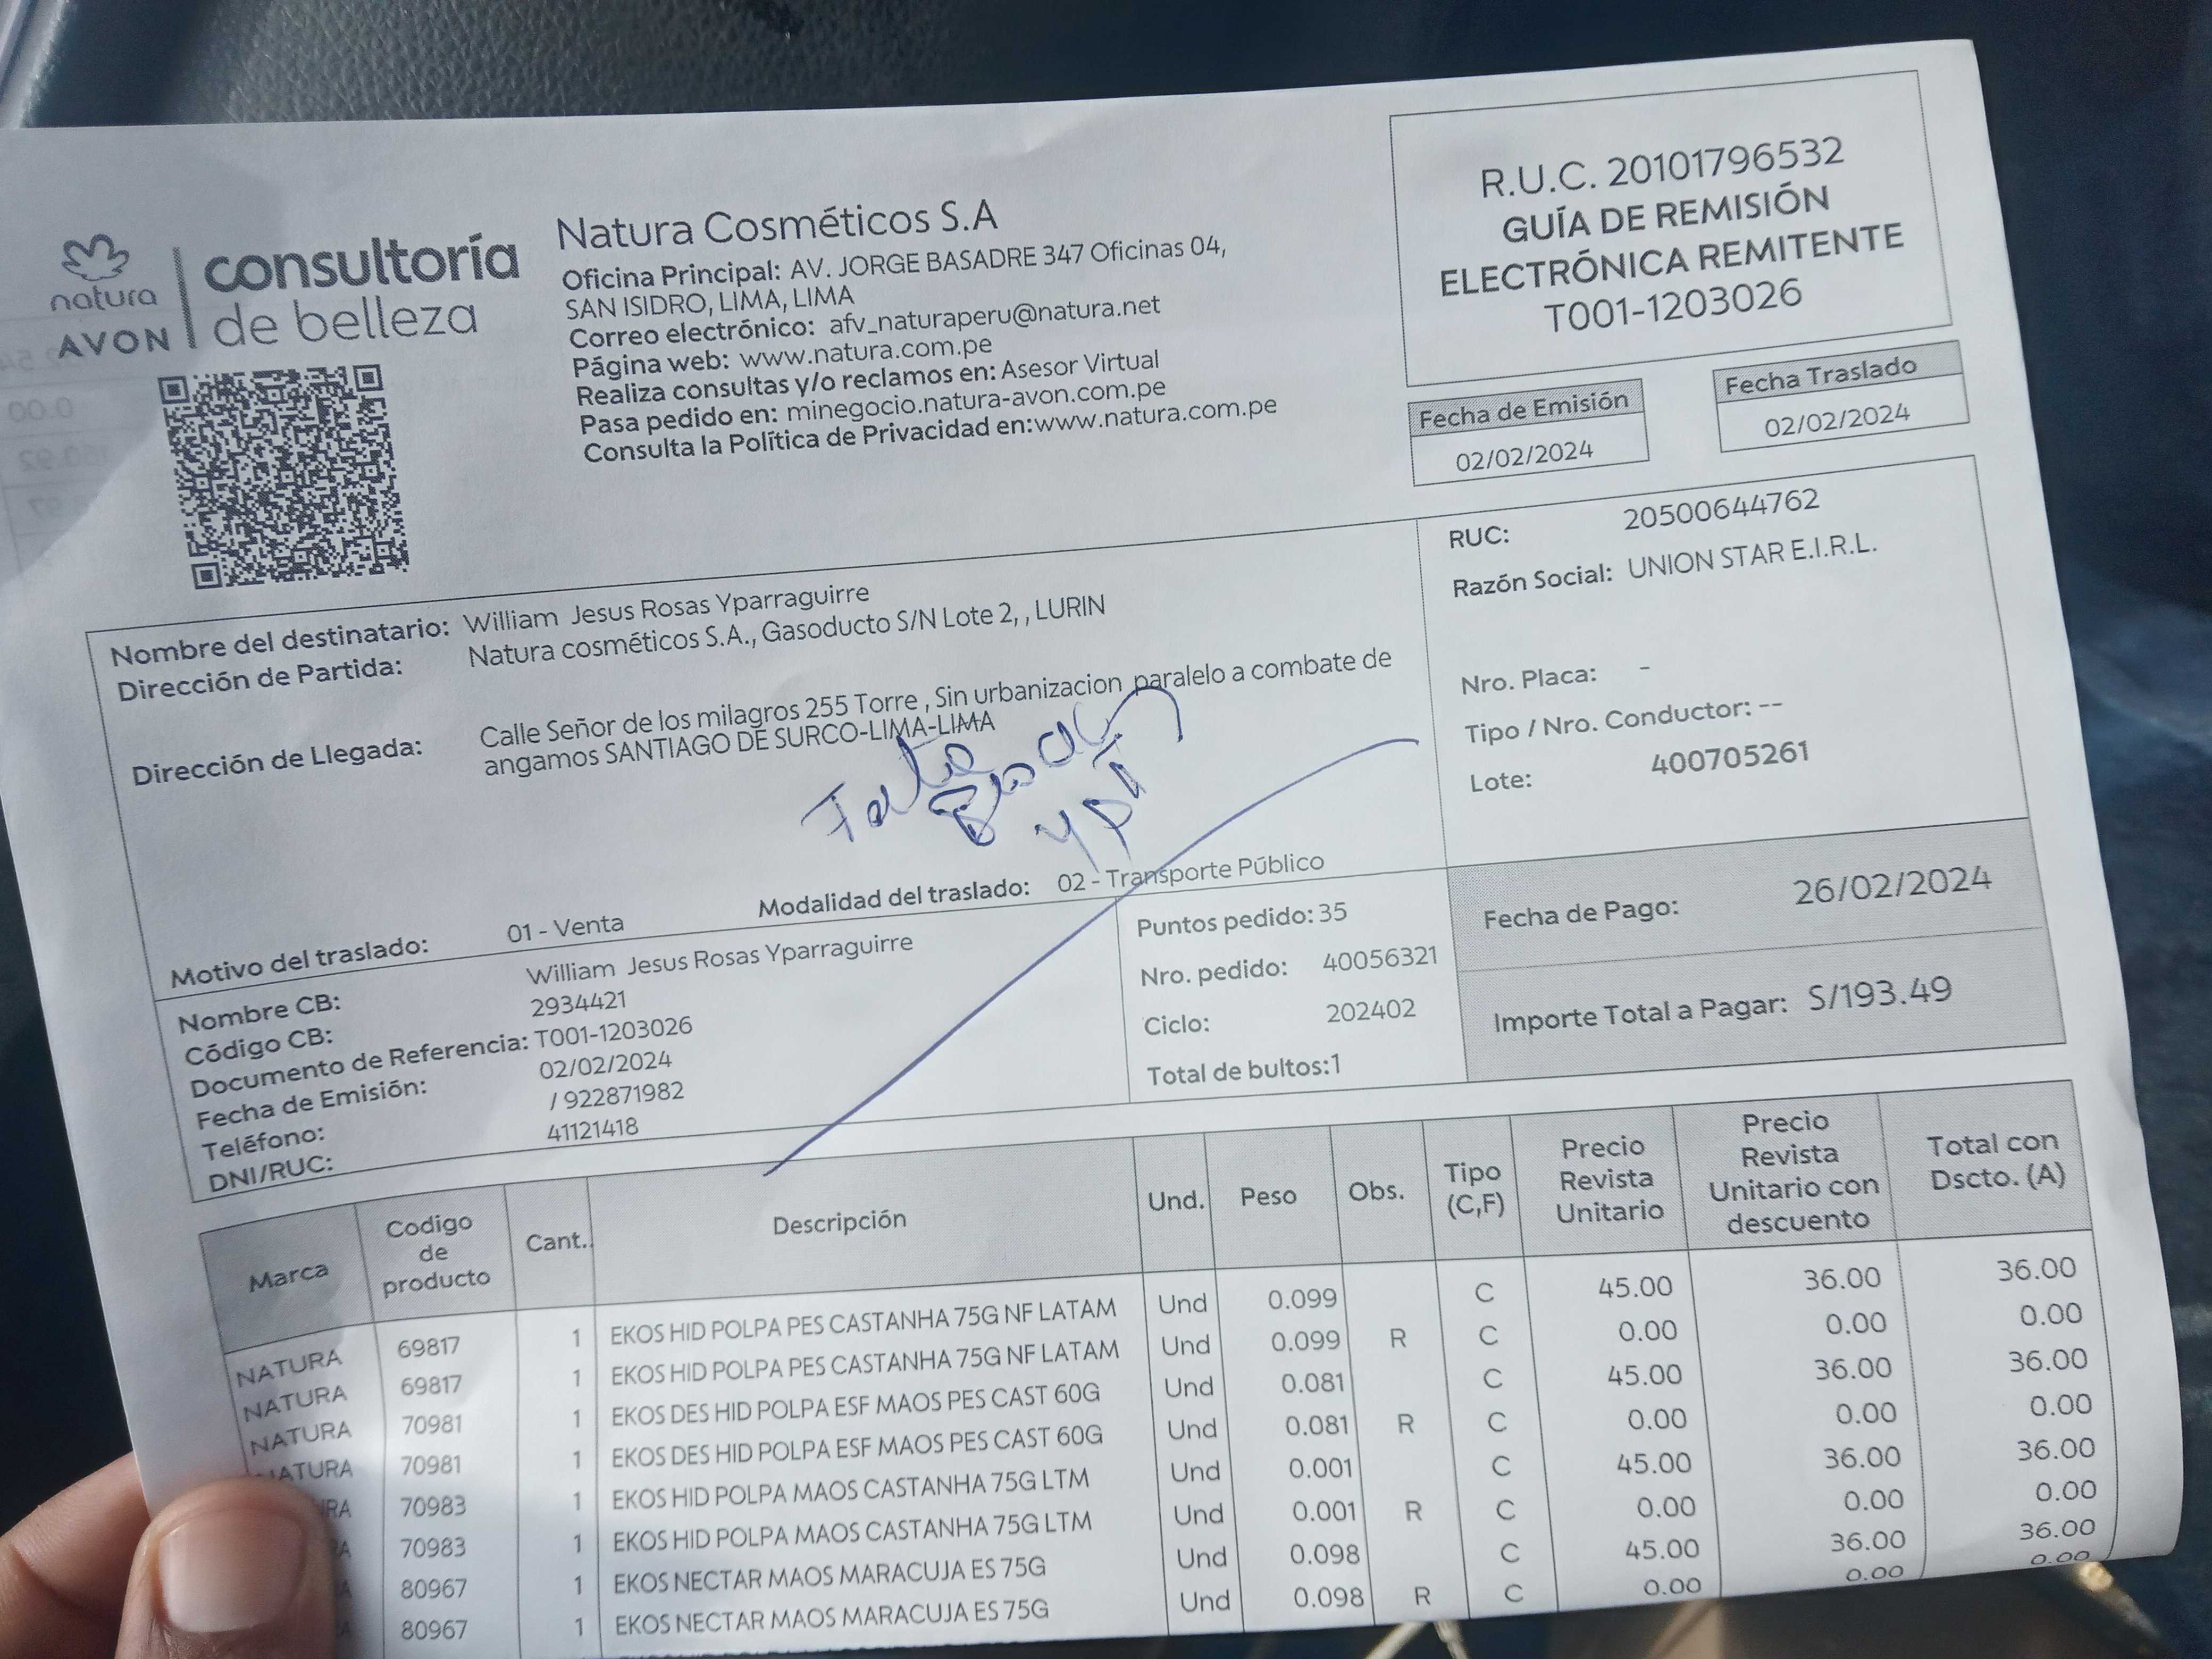 natura
AVON
consultoría
de belleza
Natura Cosméticos S.A
Oficina Principal: AV. JORGE BASADRE 347 Oficinas 04,
SAN ISIDRO, LIMA, LIMA
Correo electrónico: afv_naturaperu@natura.net
Página web: www.natura.com.pe
Realiza consultas y/o reclamos en: Asesor Virtual
Pasa pedido en: minegocio.natura-avon.com.pe
Consulta la Política de Privacidad en:www.natura.com.pe
R.U.C. 20101796532
GUÍA DE REMISIÓN
ELECTRÓNICA REMITENTE
T001-1203026
Fecha de Emisión
02/02/2024
Fecha Traslado
02/02/2024
Nombre del destinatario: William Jesus Rosas Yparraguirre
Dirección de Partida: Natura cosméticos S.A., Gasoducto S/N Lote 2, , LURIN
Dirección de Llegada: Calle Señor de los milagros 255 Torre , Sin urbanizacion paralelo a combate de
angamos SANTIAGO DE SURCO-LIMA-LIMA
Motivo del traslado: 01 - Venta
Modalidad del traslado: 02 - Transporte Público
RUC: 20500644762
Razón Social: UNION STAR E.I.R.L.
Nro. Placa: -
Tipo / Nro. Conductor: --
Lote: 400705261
Nombre CB: William Jesus Rosas Yparraguirre
Código CB: 2934421
Documento de Referencia: T001-1203026
Fecha de Emisión: 02/02/2024
Teléfono: / 922871982
DNI/RUC: 41121418
Puntos pedido: 35
Nro. pedido: 40056321
Ciclo: 202402
Total de bultos:1
Fecha de Pago: 26/02/2024
Importe Total a Pagar: S/193.49
Marca Codigo de producto Cant. Descripción Und. Peso Obs. Tipo (C,F) Precio Revista Unitario Precio Revista Unitario con descuento Total con Dscto. (A)
NATURA 69817 1 EKOS HID POLPA PES CASTANHA 75G NF LATAM Und 0.099 C 45.00 36.00 36.00
NATURA 69817 1 EKOS HID POLPA PES CASTANHA 75G NF LATAM Und 0.099 R C 0.00 0.00 0.00
NATURA 70981 1 EKOS DES HID POLPA ESF MAOS PES CAST 60G Und 0.081 C 45.00 36.00 36.00
ATURA 70981 1 EKOS DES HID POLPA ESF MAOS PES CAST 60G Und 0.081 R C 0.00 0.00 0.00
RA 70983 1 EKOS HID POLPA MAOS CASTANHA 75G LTM Und 0.001 C 45.00 36.00 36.00
A 70983 1 EKOS HID POLPA MAOS CASTANHA 75G LTM Und 0.001 R C 0.00 0.00 0.00
80967 1 EKOS NECTAR MAOS MARACUJA ES 75G Und 0.098 C 45.00 36.00 36.00
80967 1 EKOS NECTAR MAOS MARACUJA ES 75G Und 0.098 R C 0.00 0.00 0.00